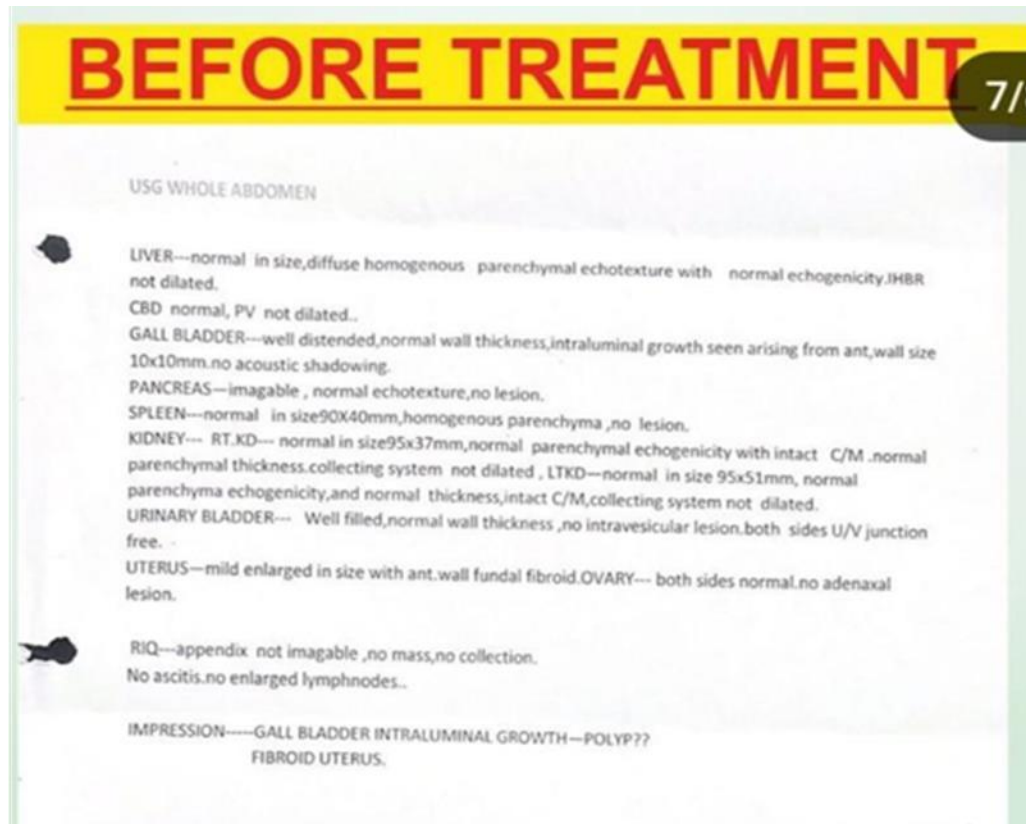 BEFORE TREATMENT
7/
USG WHOLE ABDOMEN
LIVER---normal in size,diffuse homogenous parenchymal echotexture with normal echogenicity.IHBR
not dilated.
CBD normal, PV not dilated..
GALL BLADDER---well distended,normal wall thickness,intraluminal growth seen arising from ant,wall size
10x10mm.no acoustic shadowing.
PANCREAS—imagable , normal echotexture,no lesion.
SPLEEN---normal in size90X40mm,homogenous parenchyma ,no lesion.
KIDNEY--- RT.KD--- normal in size95x37mm,normal parenchymal echogenicity with intact C/M .normal
parenchymal thickness.collecting system not dilated , LTKD—normal in size 95x51mm, normal
parenchyma echogenicity,and normal thickness,intact C/M,collecting system not dilated.
URINARY BLADDER--- Well filled,normal wall thickness ,no intravesicular lesion.both sides U/V junction
free.
UTERUS—mild enlarged in size with ant.wall fundal fibroid.OVARY--- both sides normal.no adenaxal
lesion.
RIQ---appendix not imagable ,no mass,no collection.
No ascitis.no enlarged lymphnodes..
IMPRESSION-----GALL BLADDER INTRALUMINAL GROWTH—POLYP??
FIBROID UTERUS.